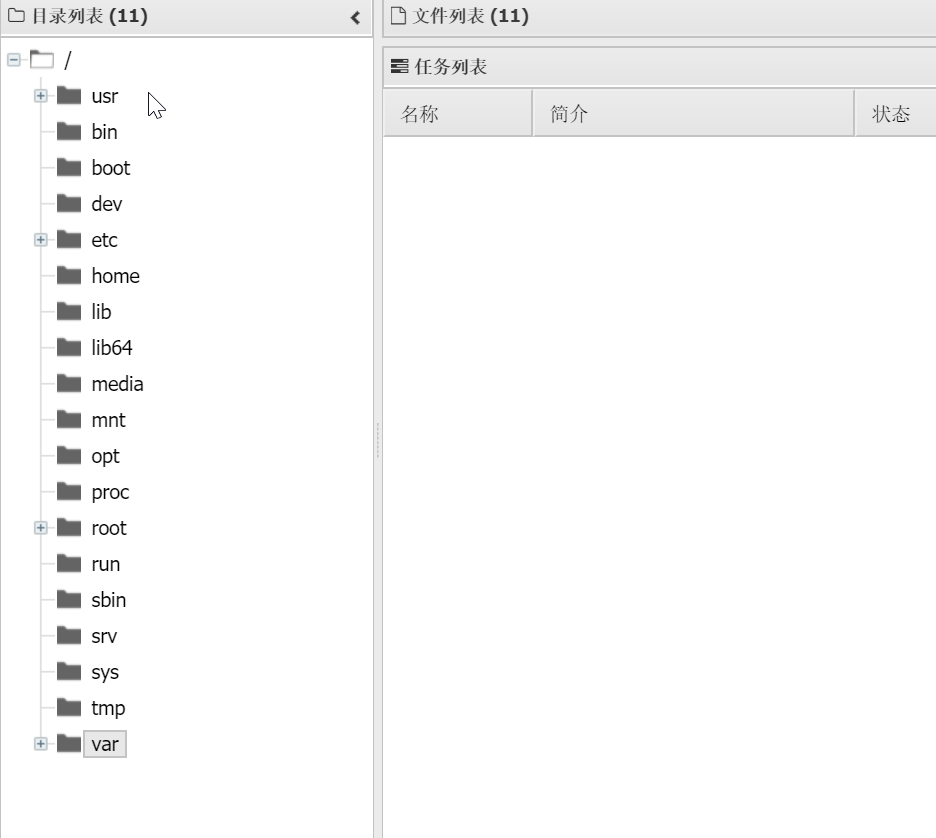 目录列表 (11)
/
usr
bin
boot
dev
etc
home
lib
lib64
media
mnt
opt
proc
root
run
sbin
srv
sys
tmp
var
文件列表 (11)
任务列表
名称 简介 状态